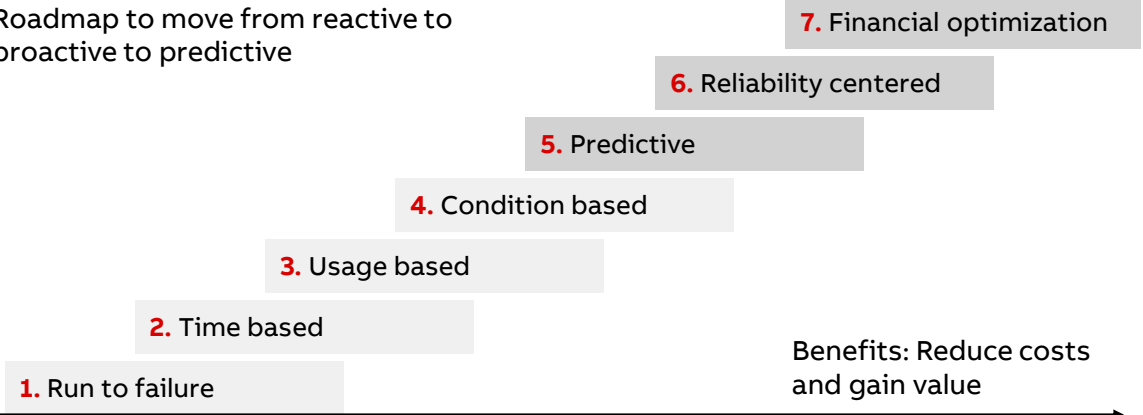 Roadmap to move from reactive to
proactive to predictive
7. Financial optimization
6. Reliability centered
5. Predictive
4. Condition based
3. Usage based
2. Time based
1. Run to failure
Benefits: Reduce costs
and gain value